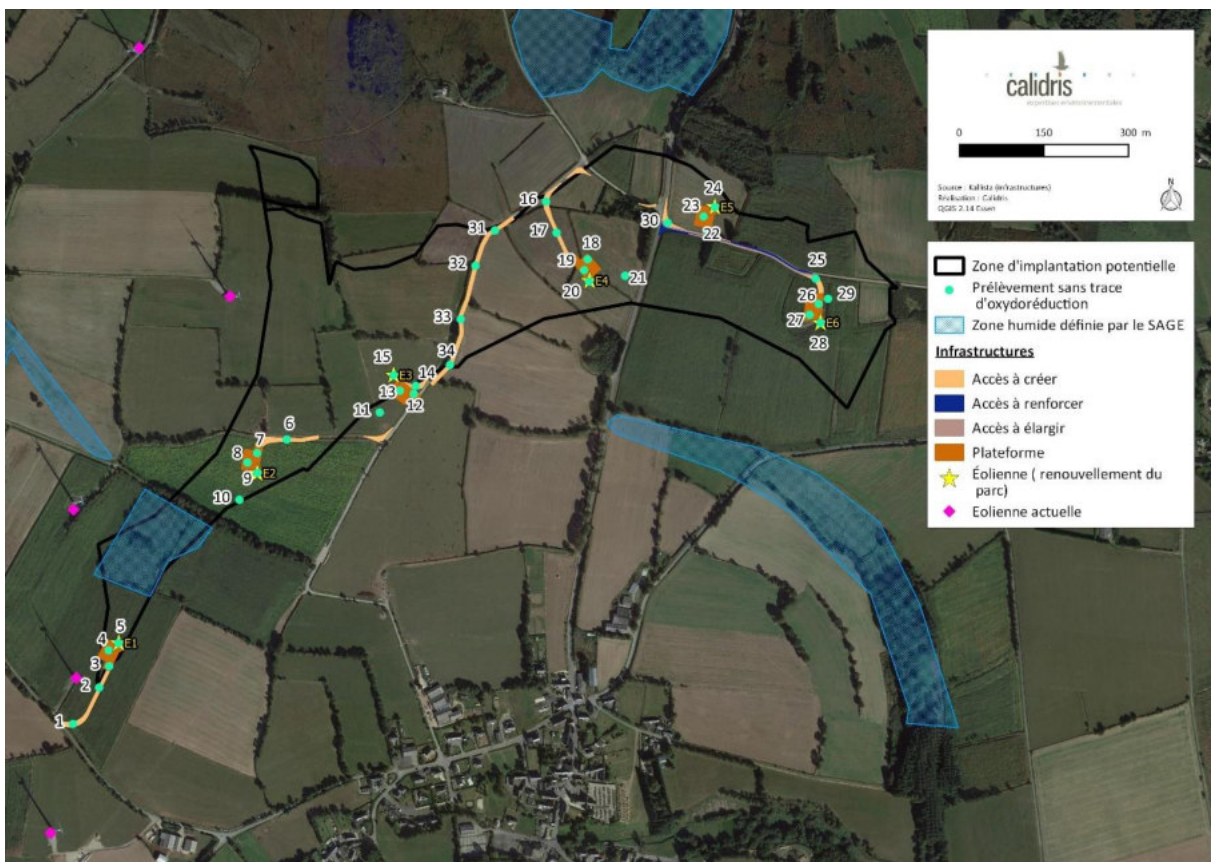 calidris
expertises environnementales
0 150 300 m
Source : Kallista (infrastructures)
Réalisation : Calidris
QGIS 2.14 Essen
N
Zone d'implantation potentielle
Prélèvement sans trace
d'oxydoréduction
Zone humide définie par le SAGE
Infrastructures
Accès à créer
Accès à renforcer
Accès à élargir
Plateforme
Éolienne ( renouvellement du
parc)
Eolienne actuelle
24
23 E5
22
16
30
31
17
18
32
19
21
20 E4
25
26 29
27 E6
28
33
34
15
E3
14
13
12
11
6
7
8
9 E2
10
5
4 E1
3
2
1